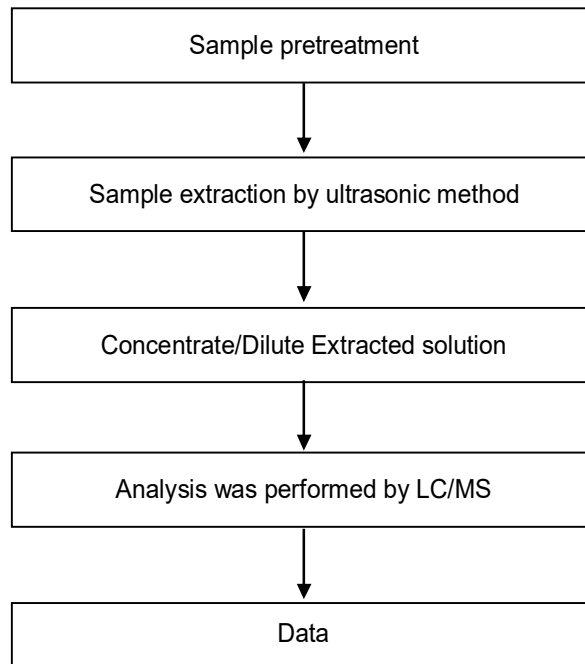 Sample pretreatment
Sample extraction by ultrasonic method
Concentrate/Dilute Extracted solution
Analysis was performed by LC/MS
Data